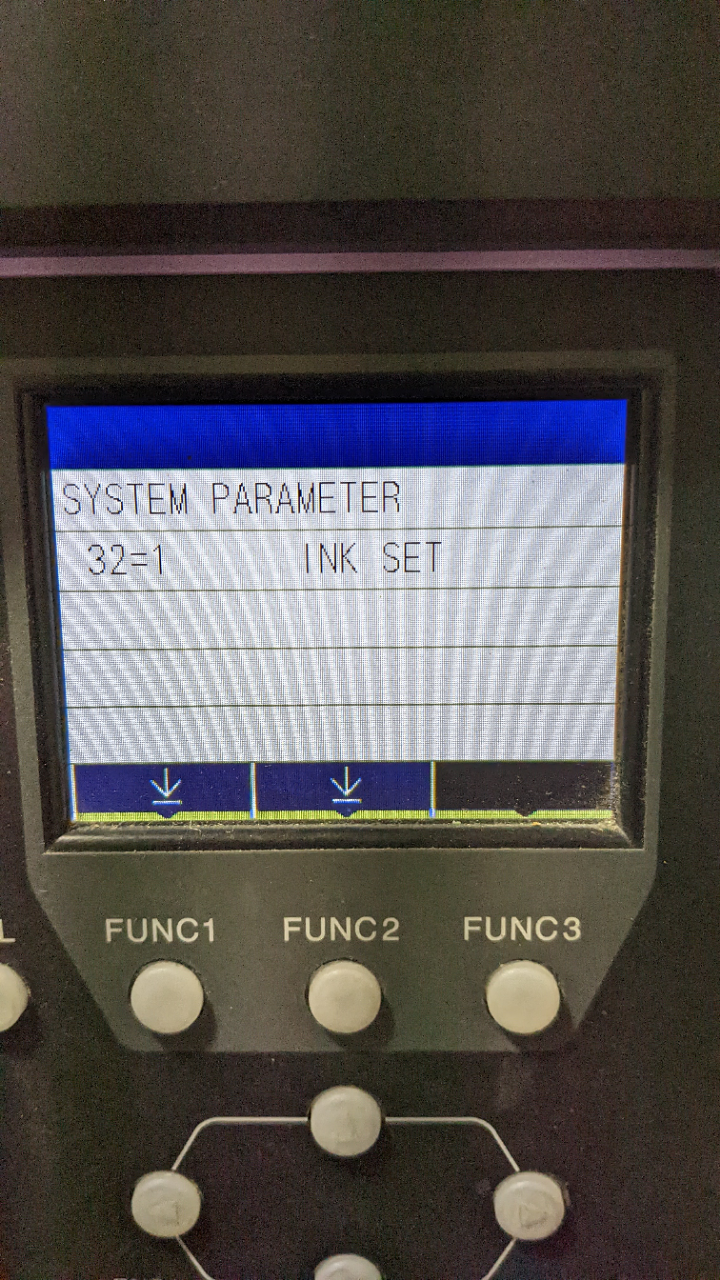 SYSTEM PARAMETER
32=1 INK SET
L
FUNC1 FUNC2 FUNC3